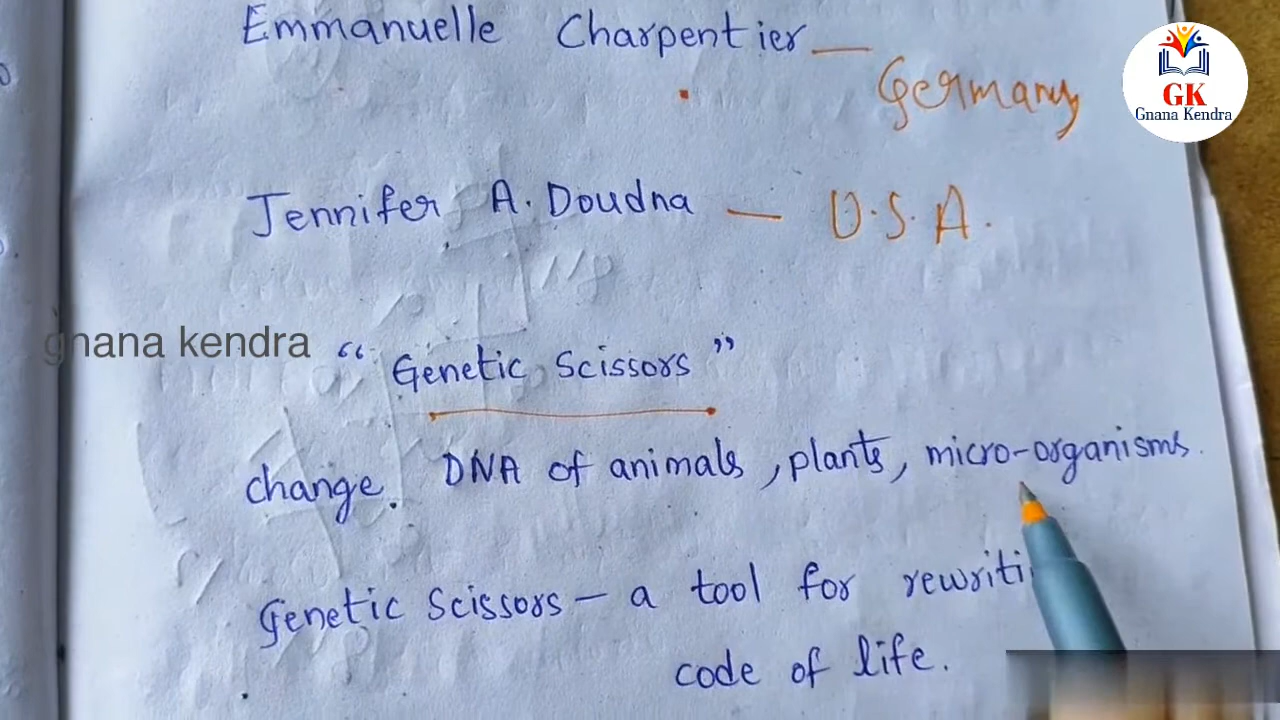 Emmanuelle Charpentier —
Germany
GK
Gnana Kendra
Jennifer A. Doudna — U.S.A.
gnana kendra
“Genetic Scissors”
change DNA of animals, plants, micro-organisms.
Genetic Scissors – a tool for
code of life.